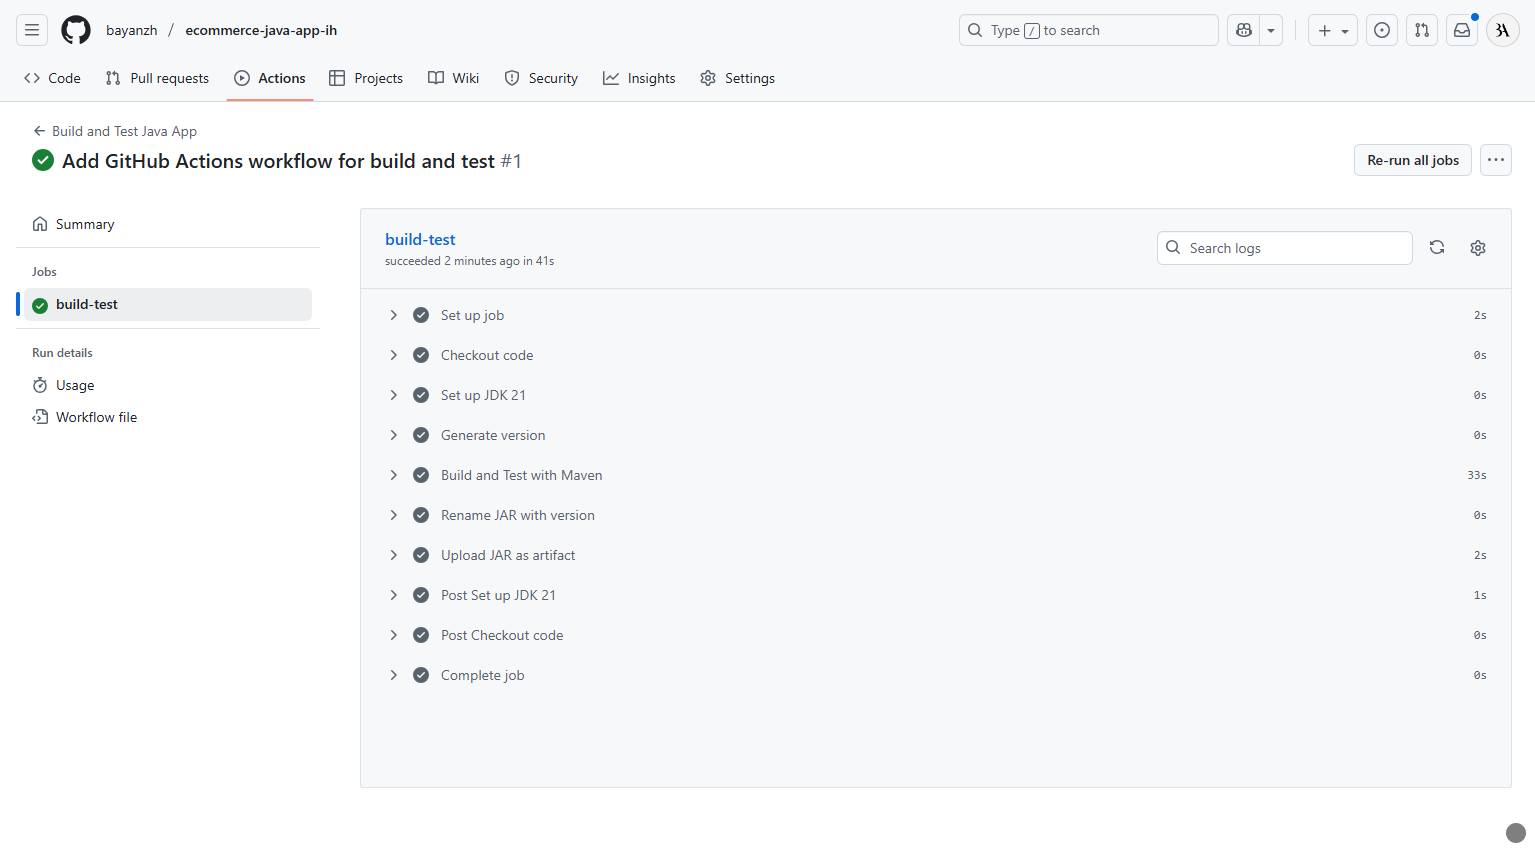 bayanzh / ecommerce-java-app-ih
Type / to search
Code
Pull requests
Actions
Projects
Wiki
Security
Insights
Settings
Build and Test Java App
Add GitHub Actions workflow for build and test #1
Re-run all jobs
Summary
Jobs
build-test
Run details
Usage
Workflow file
build-test
succeeded 2 minutes ago in 41s
Search logs
Set up job 2s
Checkout code 0s
Set up JDK 21 0s
Generate version 0s
Build and Test with Maven 33s
Rename JAR with version 0s
Upload JAR as artifact 2s
Post Set up JDK 21 1s
Post Checkout code 0s
Complete job 0s